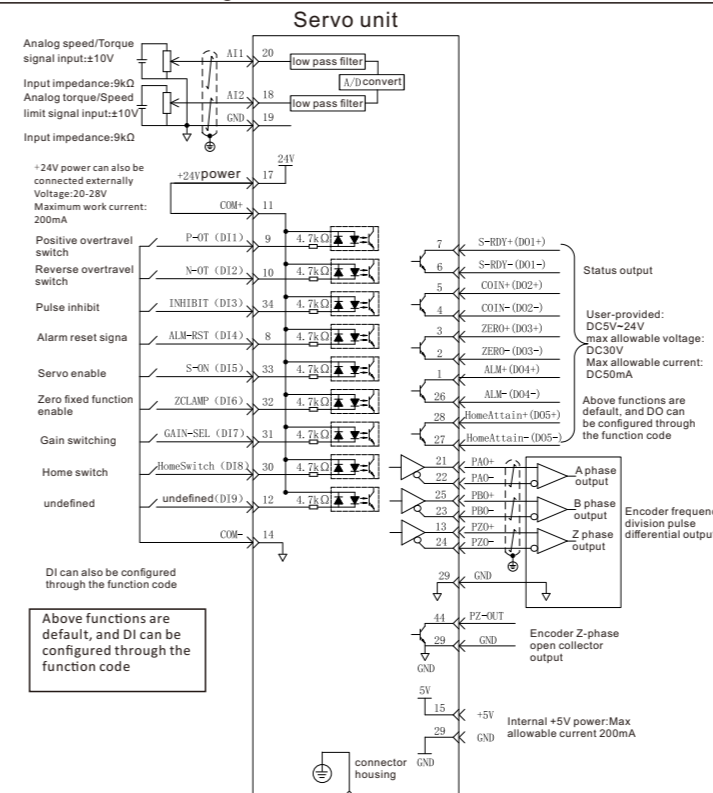 Servo unit
Analog speed/Torque
signal input:±10V
Input impedance:9kΩ
Analog torque/Speed
limit signal input:±10V
Input impedance:9kΩ
AI1
20
low pass filter
A/D convert
AI2
18
low pass filter
GND
19
+24V power can also be
connected externally
Voltage:20-28V
Maximum work current:
200mA
+24Vpower
17
24V
COM+
11
Positive overtravel
switch
P-OT (DI1)
9
4.7kΩ
Reverse overtravel
switch
N-OT (DI2)
10
4.7kΩ
Pulse inhibit
INHIBIT (DI3)
34
4.7kΩ
Alarm reset signa
ALM-RST (DI4)
8
4.7kΩ
Servo enable
S-ON (DI5)
33
4.7kΩ
Zero fixed function
enable
ZCLAMP (DI6)
32
4.7kΩ
Gain switching
GAIN-SEL (DI7)
31
4.7kΩ
Home switch
HomeSwitch (DI8)
30
4.7kΩ
undefined
undefined(DI9)
12
4.7kΩ
COM-
14
DI can also be configured
through the function code
Above functions are
default, and DI can be
configured through the
function code
7
S-RDY+(DO1+)
6
S-RDY-(DO1-)
5
COIN+(DO2+)
4
COIN-(DO2-)
3
ZERO+(DO3+)
2
ZERO-(DO3-)
1
ALM+(DO4+)
26
ALM-(DO4-)
28
HomeAttain+(DO5+)
27
HomeAttain-(DO5-)
Status output
User-provided:
DC5V~24V
max allowable voltage:
DC30V
Max allowable current:
DC50mA
Above functions are
default, and DO can
be configured through
the function code
21
PAO+
22
PAO-
A phase
output
25
PBO+
23
PBO-
B phase
output
13
PZO+
24
PZO-
Z phase
output
Encoder frequenc
division pulse
differential output
29
GND
44
PZ-OUT
29
GND
GND
Encoder Z-phase
open collector
output
5V
15
+5V
29
GND
GND
Internal +5V power:Max
allowable current 200mA
connector
housing